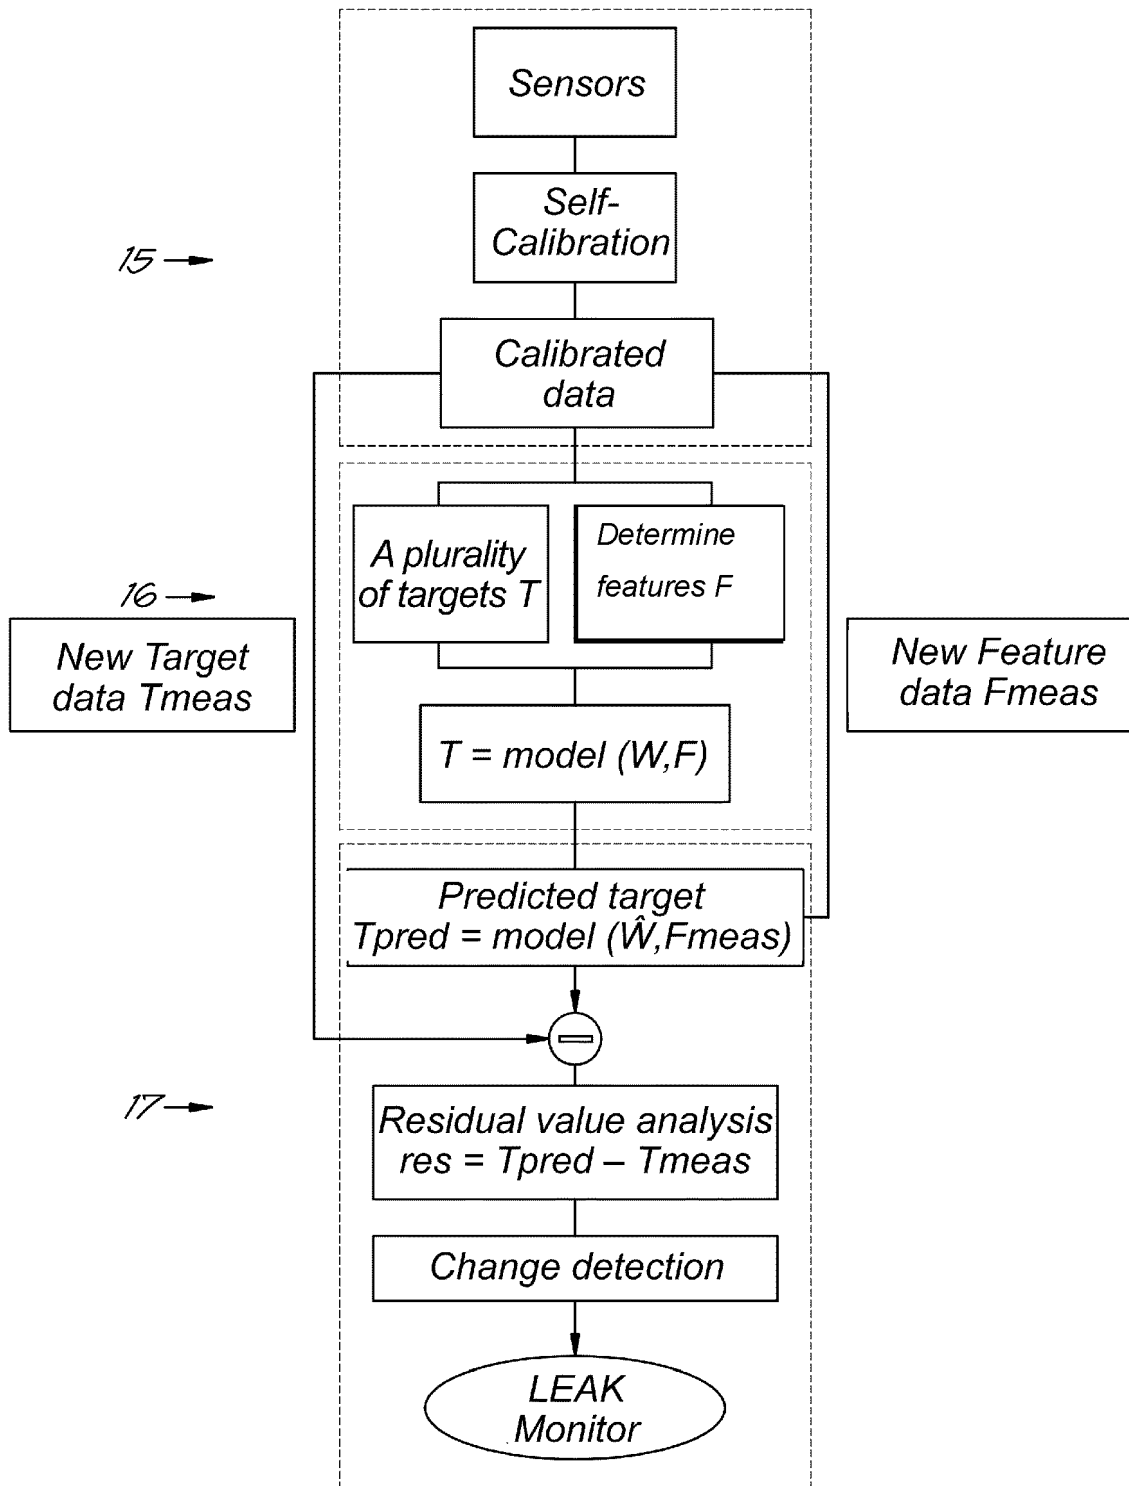 Sensors
Self-
Calibration
15
Calibrated
data
A plurality
of targets T
Determine
features F
16
New Target
data Tmeas
New Feature
data Fmeas
T = model (W,F)
Predicted target
Tpred = model (Ŵ,Fmeas)
17
Residual value analysis
res = Tpred – Tmeas
Change detection
LEAK
Monitor